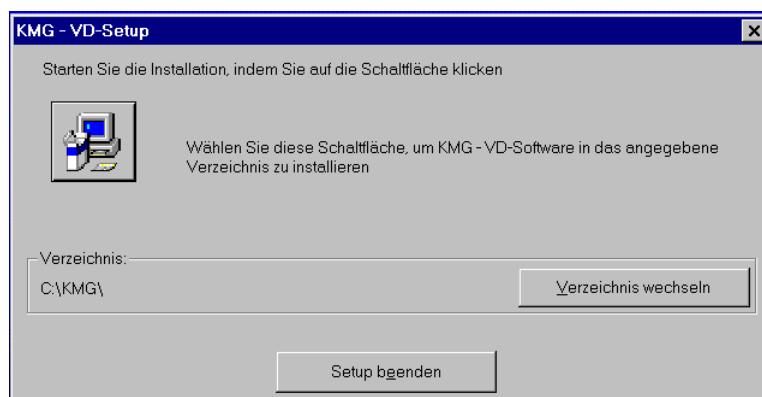 KMG - VD-Setup
Starten Sie die Installation, indem Sie auf die Schaltfläche klicken
Wählen Sie diese Schaltfläche, um KMG - VD-Software in das angegebene
Verzeichnis zu installieren
Verzeichnis:
C:\KMG\
Verzeichnis wechseln
Setup beenden